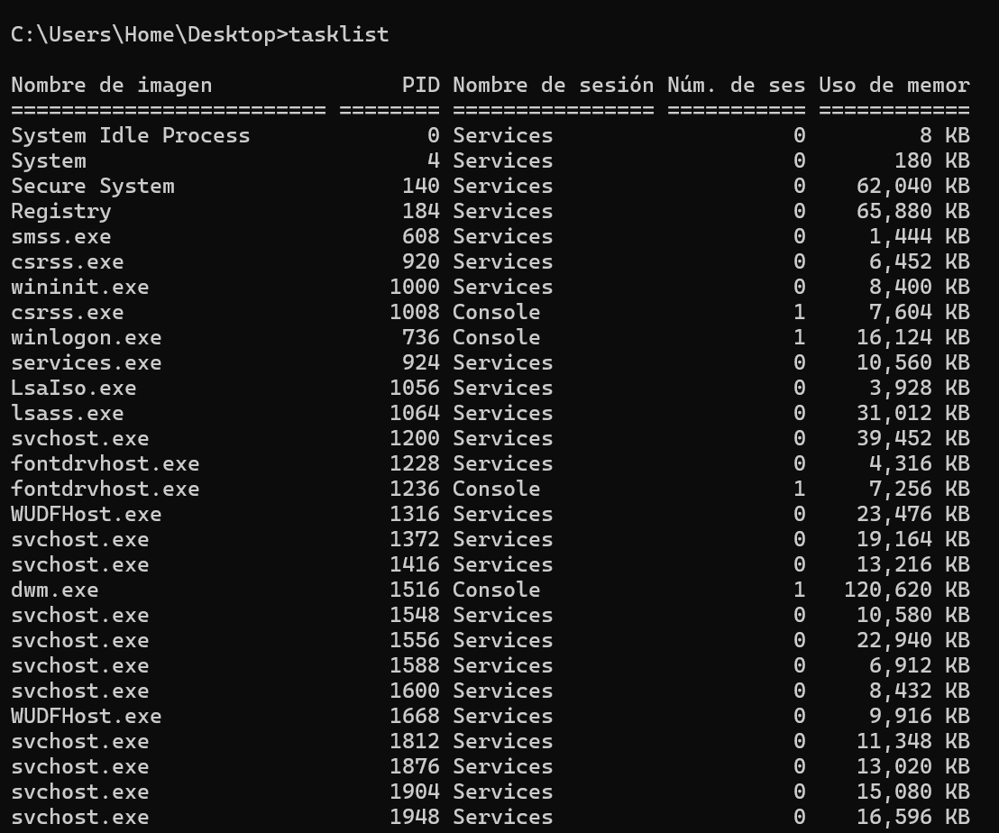 C:\Users\Home\Desktop>tasklist
Nombre de imagen                     PID Nombre de sesión Núm. de ses Uso de memor
========================= ======== ================ =========== ============
System Idle Process              0 Services                   0         8 KB
System                           4 Services                   0       180 KB
Secure System                  140 Services                   0    62,040 KB
Registry                       184 Services                   0    65,880 KB
smss.exe                       608 Services                   0     1,444 KB
csrss.exe                      920 Services                   0     6,452 KB
wininit.exe                   1000 Services                   0     8,400 KB
csrss.exe                     1008 Console                    1     7,604 KB
winlogon.exe                   736 Console                    1    16,124 KB
services.exe                   924 Services                   0    10,560 KB
LsaIso.exe                    1056 Services                   0     3,928 KB
lsass.exe                     1064 Services                   0    31,012 KB
svchost.exe                   1200 Services                   0    39,452 KB
fontdrvhost.exe               1228 Services                   0     4,316 KB
fontdrvhost.exe               1236 Console                    1     7,256 KB
WUDFHost.exe                  1316 Services                   0    23,476 KB
svchost.exe                   1372 Services                   0    19,164 KB
svchost.exe                   1416 Services                   0    13,216 KB
dwm.exe                       1516 Console                    1   120,620 KB
svchost.exe                   1548 Services                   0    10,580 KB
svchost.exe                   1556 Services                   0    22,940 KB
svchost.exe                   1588 Services                   0     6,912 KB
svchost.exe                   1600 Services                   0     8,432 KB
WUDFHost.exe                  1668 Services                   0     9,916 KB
svchost.exe                   1812 Services                   0    11,348 KB
svchost.exe                   1876 Services                   0    13,020 KB
svchost.exe                   1904 Services                   0    15,080 KB
svchost.exe                   1948 Services                   0    16,596 KB